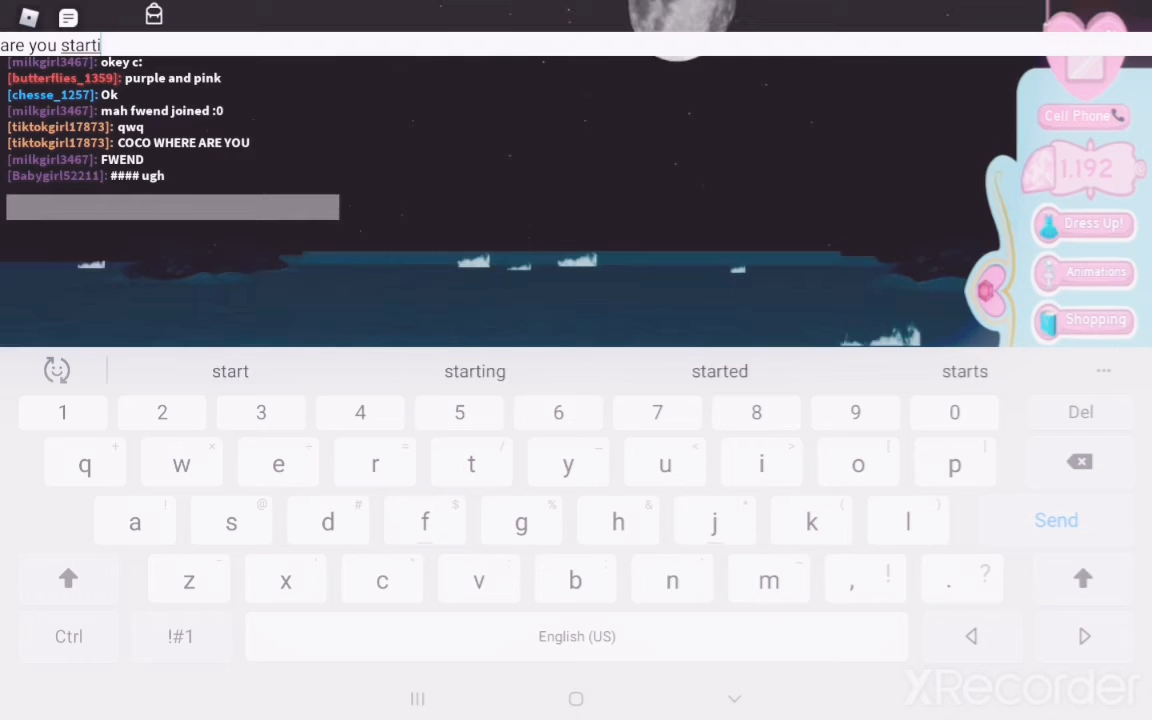 are you starti
[milkgirl3467]: okey c:
[butterflies_1359]: purple and pink
[chesse_1257]: Ok
[milkgirl3467]: mah fwend joined :0
[tiktokgirl17873]: qwq
[tiktokgirl17873]: COCO WHERE ARE YOU
[milkgirl3467]: FWEND
[Babygirl52211]: #### ugh
Cell Phone
1,192
Dress Up!
Animations
Shopping
start starting started starts ...
1 2 3 4 5 6 7 8 9 0 Del
+ × ÷ = / _ < > [ ]
q w e r t y u i o p
! @ # $ % & * ( )
a s d f g h j k l Send
z x c v b n m , ! . ?
Ctrl !#1 English (US)
XRecorder